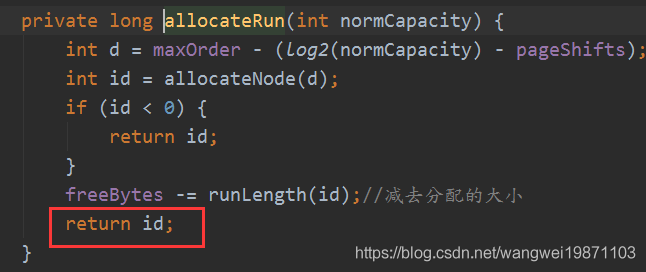 private long allocateRun(int normCapacity) {
int d = maxOrder - (log2(normCapacity) - pageShifts);
int id = allocateNode(d);
if (id < 0) {
return id;
}
freeBytes -= runLength(id);//减去分配的大小
return id;
}
https://blog.csdn.net/wangwei19871103